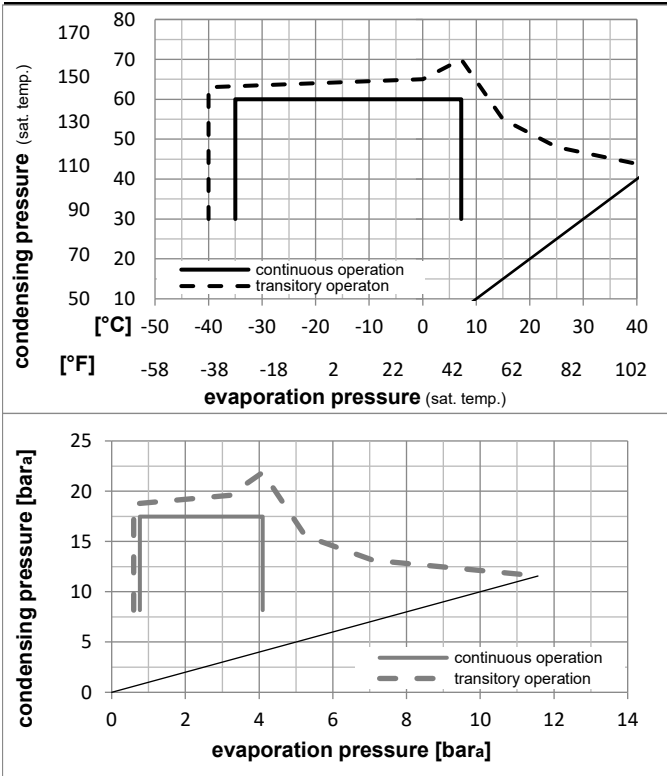 170
150
130
110
90
70
50
80
70
60
50
40
30
20
10
condensing pressure (sat. temp.)
continuous operation
transitory operaton
[°C] -50 -40 -30 -20 -10 0 10 20 30 40
[°F] -58 -38 -18 2 22 42 62 82 102
evaporation pressure (sat. temp.)
25
20
15
10
5
0
condensing pressure [bara]
continuous operation
transitory operation
0 2 4 6 8 10 12 14
evaporation pressure [bara]